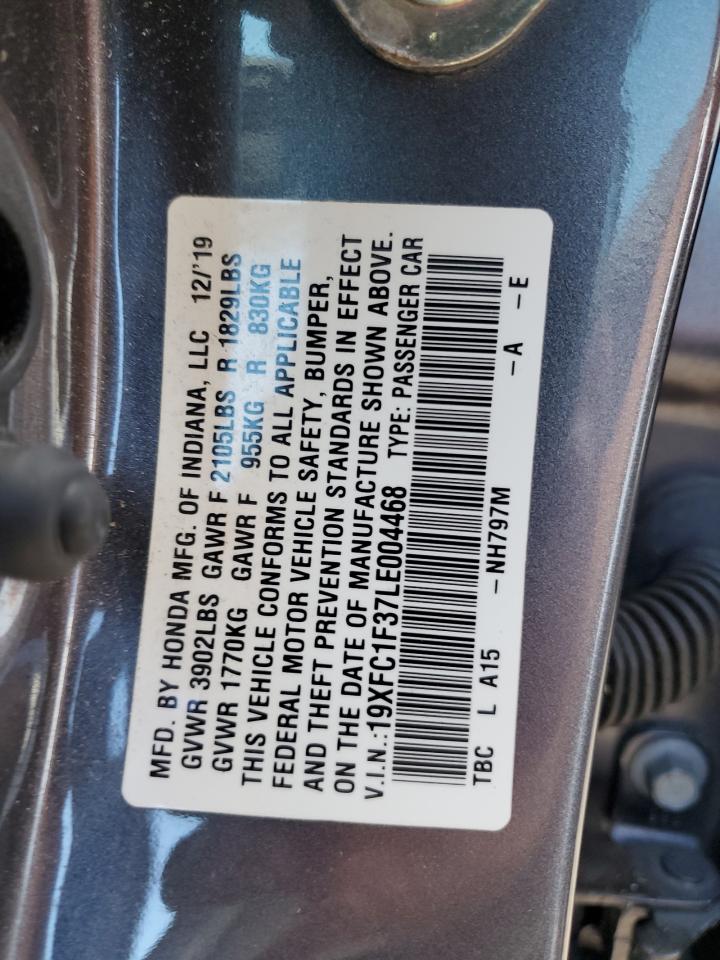 MFD. BY HONDA MFG. OF INDIANA, LLC 12/'19
GVWR 3902LBS GAWR F 2105LBS R 1829LBS
GVWR 1770KG GAWR F 955KG R 830KG
THIS VEHICLE CONFORMS TO ALL APPLICABLE
FEDERAL MOTOR VEHICLE SAFETY, BUMPER,
AND THEFT PREVENTION STANDARDS IN EFFECT
ON THE DATE OF MANUFACTURE SHOWN ABOVE.
V.I.N.:19XFC1F37LE004468 TYPE: PASSENGER CAR
TBC L A15 -NH797M -A -E